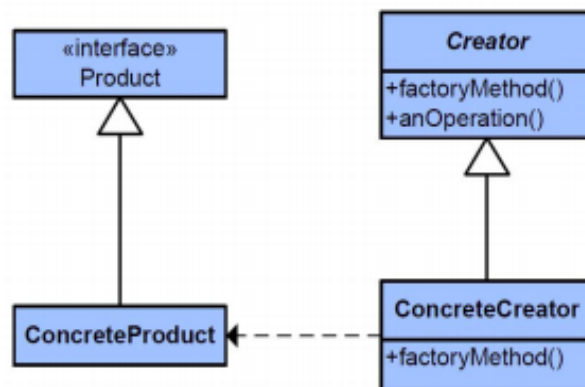 «interface»
Product
Creator
+factoryMethod()
+anOperation()
ConcreteProduct
ConcreteCreator
+factoryMethod()